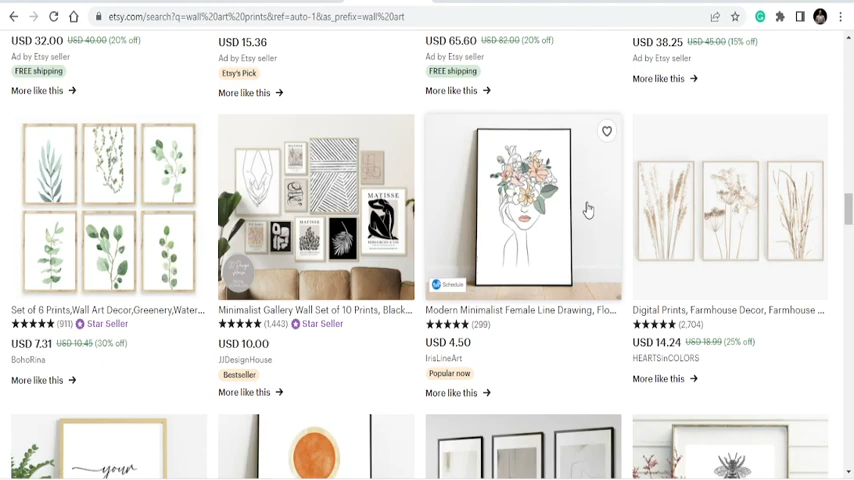 etsy.com/search?q=wall%20art%20prints&ref=auto-1&as_prefix=wall%20art
USD 32.00 USD 40.00 (20% off)
Ad by Etsy seller
FREE shipping
More like this →
USD 15.36
Ad by Etsy seller
Etsy's Pick
More like this →
USD 65.60 USD 82.00 (20% off)
Ad by Etsy seller
FREE shipping
More like this →
USD 38.25 USD 45.00 (15% off)
Ad by Etsy seller
More like this →
Set of 6 Prints,Wall Art Decor,Greenery,Water...
★★★★★ (911) Star Seller
USD 7.31 USD 10.45 (30% off)
BohoRina
More like this →
MATISSE
MATISSE
Minimalist Gallery Wall Set of 10 Prints, Black...
★★★★★ (1,443) Star Seller
USD 10.00
JJDesignHouse
Bestseller
More like this →
Schedule
Modern Minimalist Female Line Drawing, Flo...
★★★★★ (299)
USD 4.50
IrisLineArt
Popular now
More like this →
Digital Prints, Farmhouse Decor, Farmhouse ...
★★★★★ (2,704)
USD 14.24 USD 18.99 (25% off)
HEARTSinCOLORS
More like this →
your